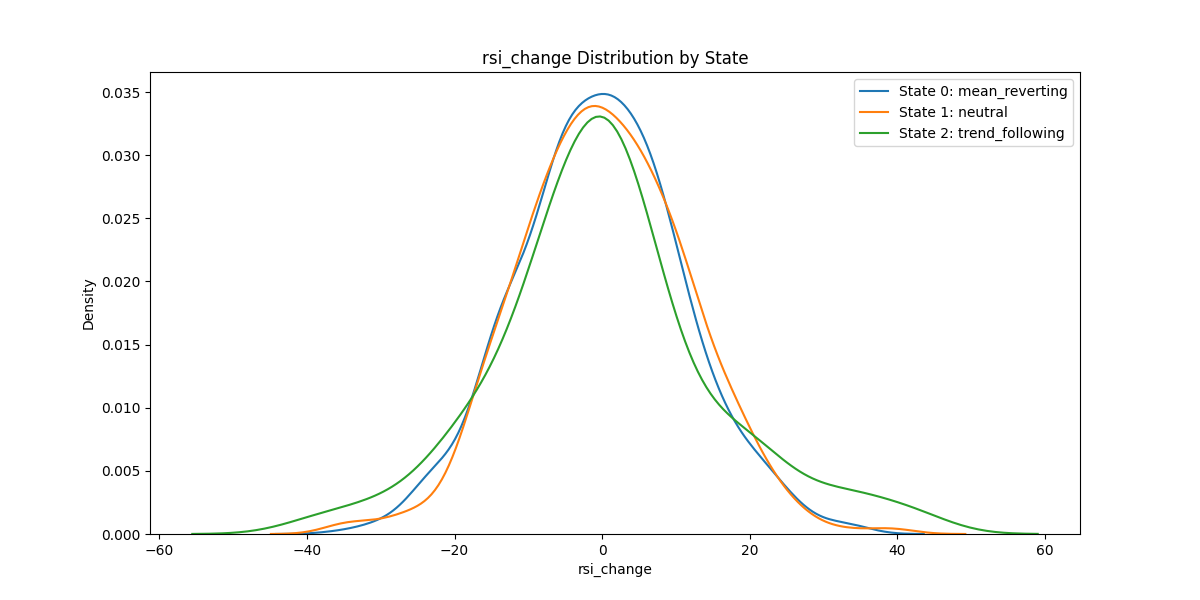 rsi_change Distribution by State
State 0: mean_reverting
State 1: neutral
State 2: trend_following
0.035
0.030
0.025
0.020
0.015
0.010
0.005
0.000
Density
−60
−40
−20
0
20
40
60
rsi_change